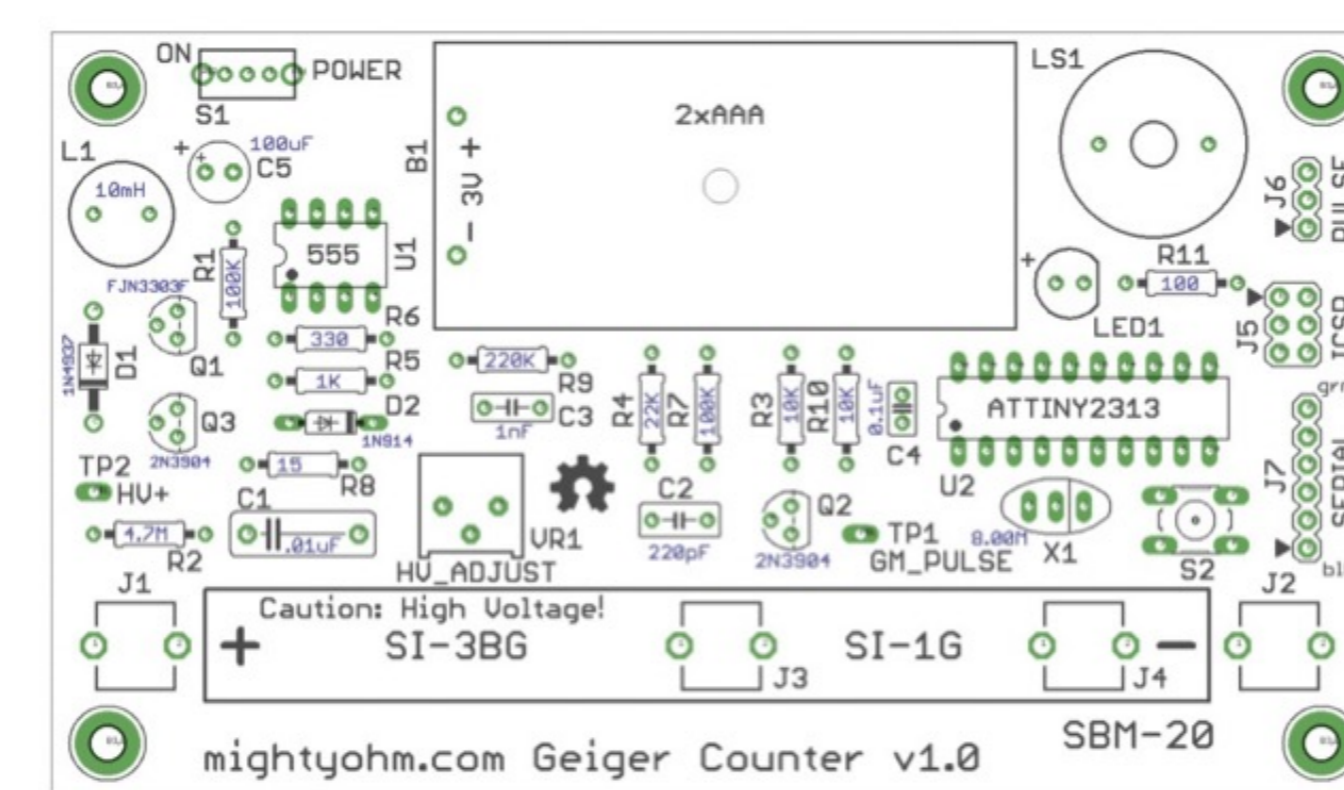 ON
POWER
S1
LS1
2xAAA
B1
- 3V +
L1
10mH
+
+
100uF
C5
J6
PULSE
R1
100K
555
U1
+
R11
100
LED1
J5
ICSP
FJN3303F
Q1
1N4937
D1
R6
330
R5
1K
D2
1N914
220K
R9
C3
1nF
R4
22K
R7
100K
R3
10K
R10
10K
0.1uF
C4
ATTINY2313
U2
Q3
2N3904
15
R8
TP2
HV+
4.7M
R2
C1
.01uF
VR1
HV_ADJUST
C2
220pF
Q2
2N3904
TP1
GM_PULSE
8.00M
X1
S2
J7
SERIAL
J1
J2
Caution: High Voltage!
+
SI-3BG
J3
SI-1G
J4
-
SBM-20
mightyohm.com Geiger Counter v1.0